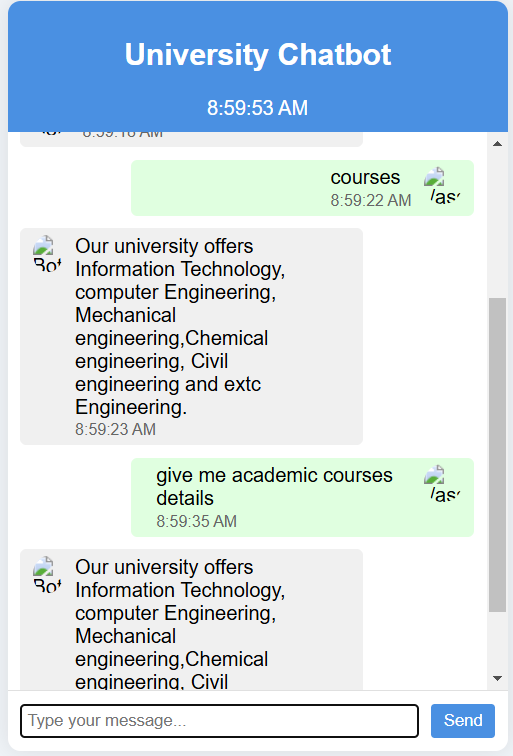 University Chatbot
8:59:53 AM
8:59:18 AM
courses
8:59:22 AM
Our university offers
Information Technology,
computer Engineering,
Mechanical
engineering,Chemical
engineering, Civil
engineering and extc
Engineering.
8:59:23 AM
give me academic courses
details
8:59:35 AM
Our university offers
Information Technology,
computer Engineering,
Mechanical
engineering,Chemical
engineering, Civil
Type your message...
Send